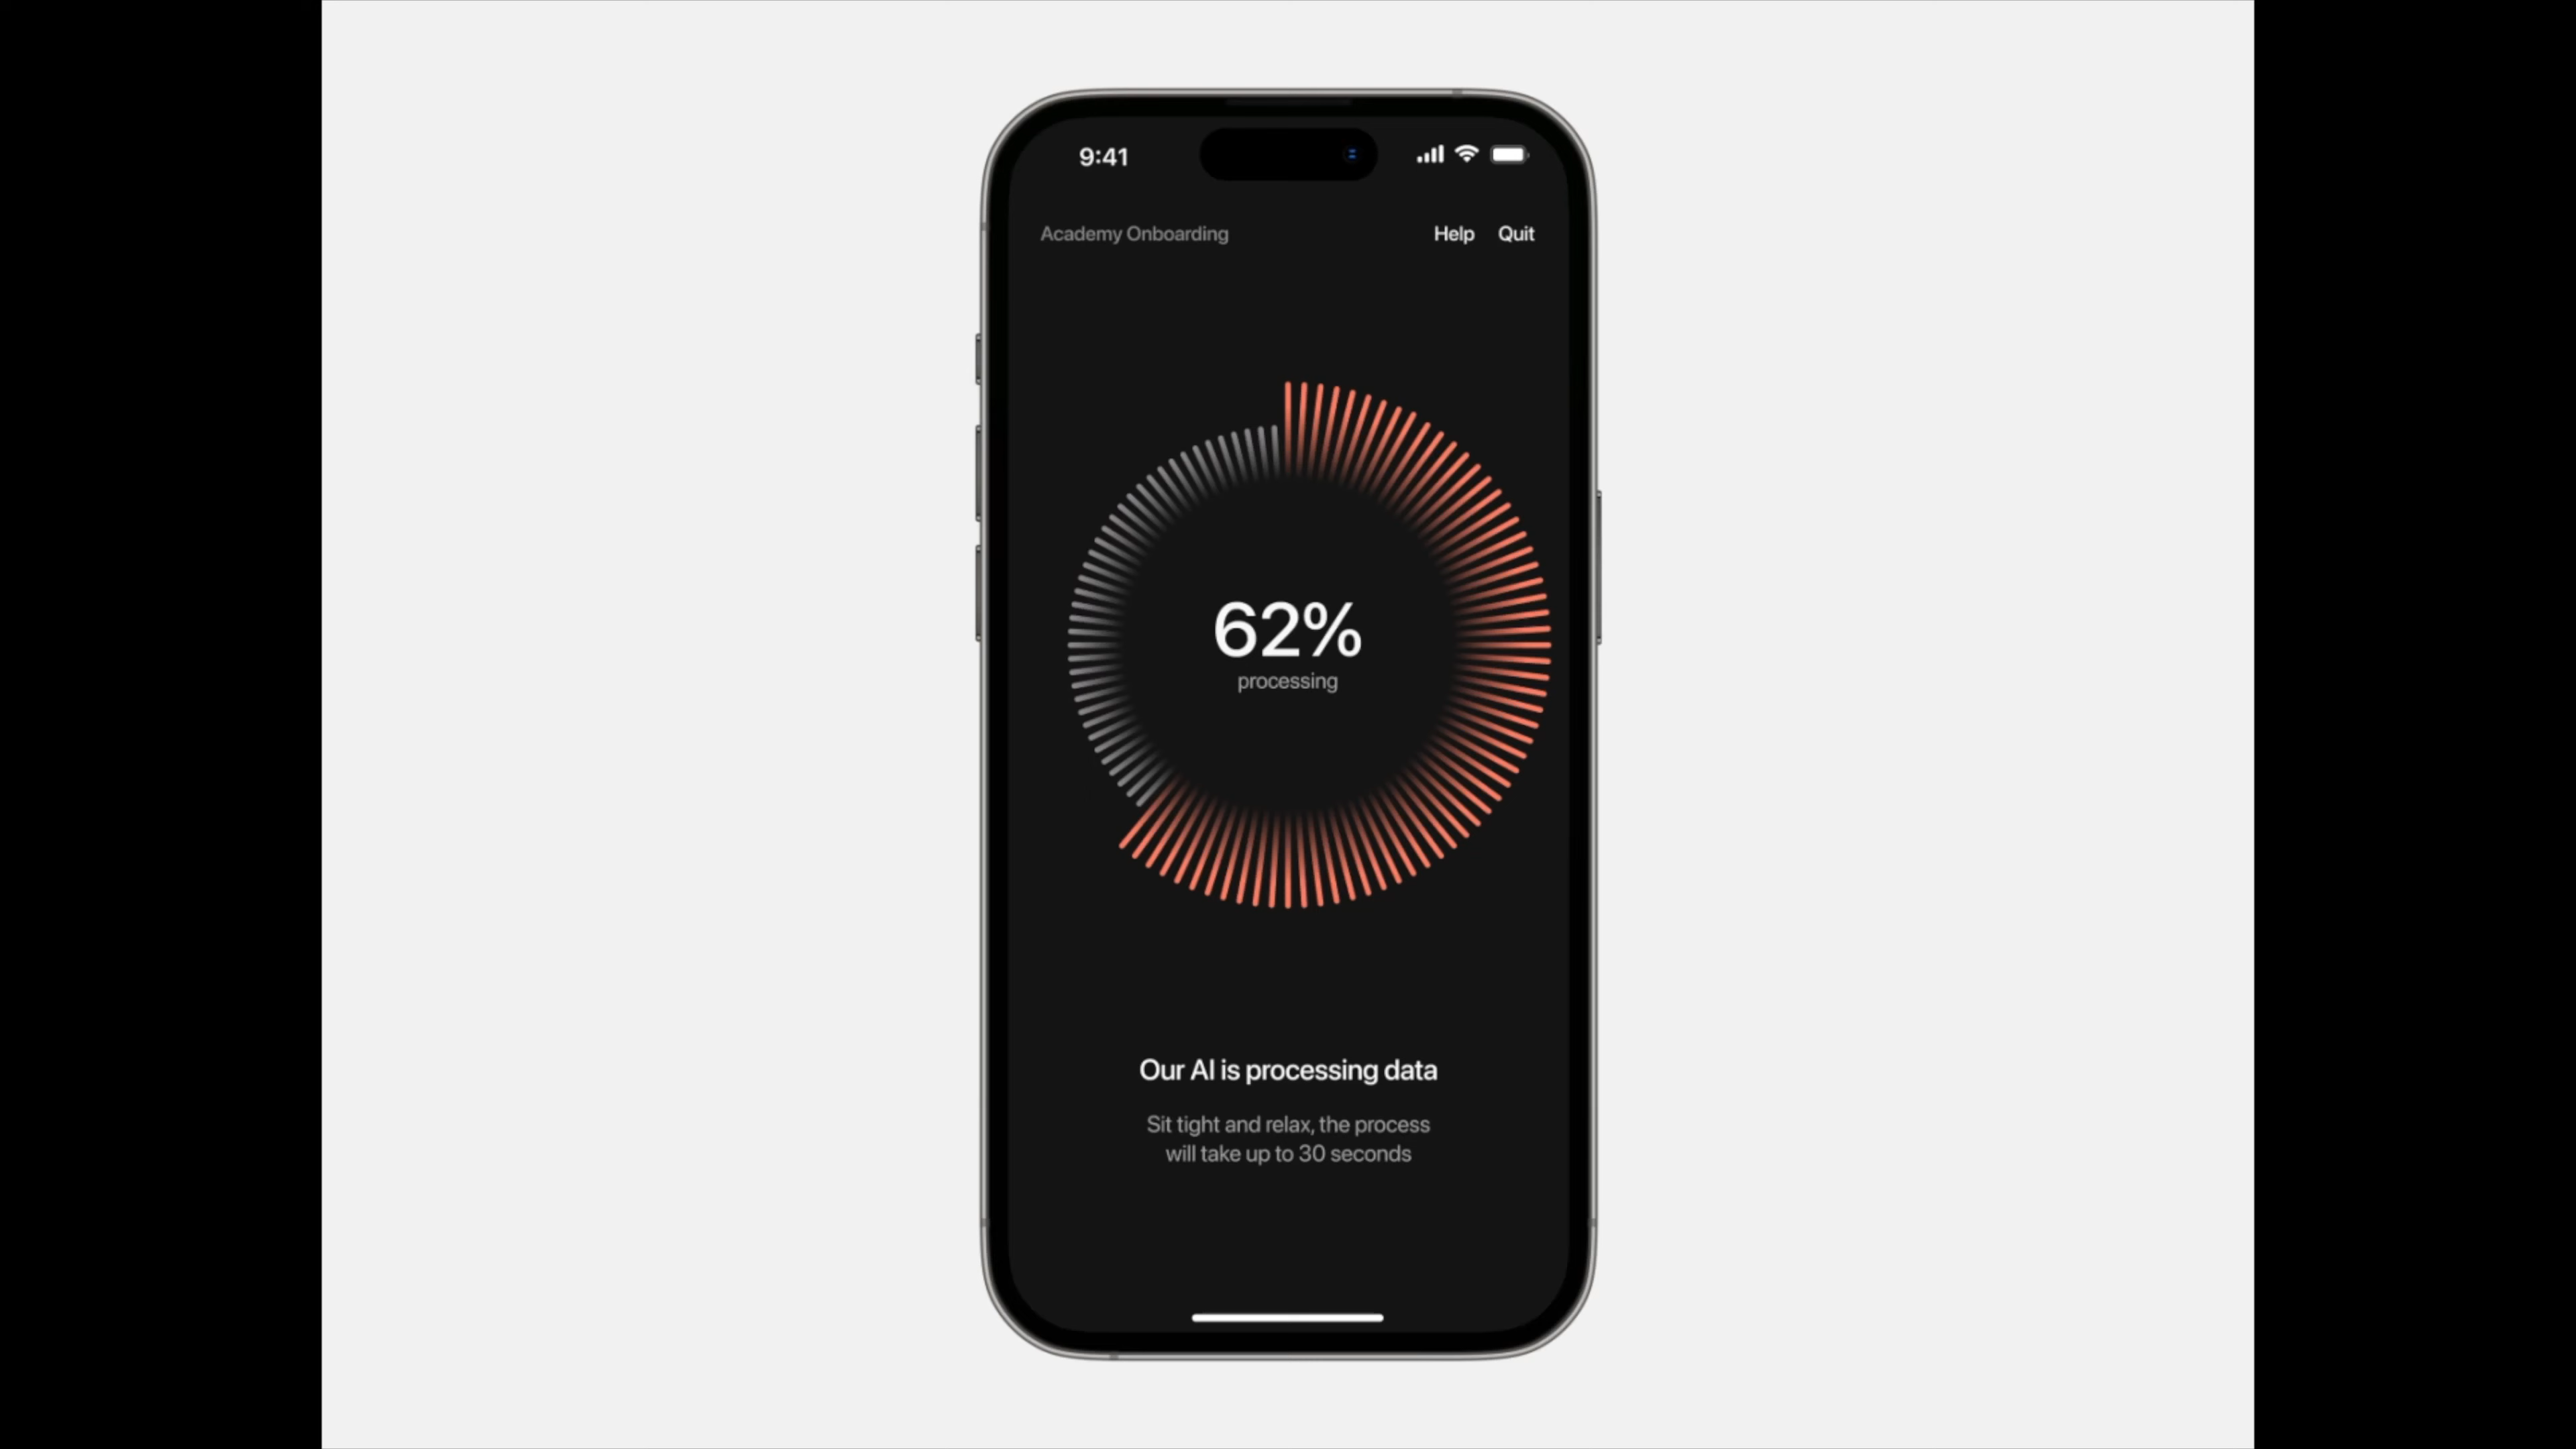 9:41
Academy Onboarding
Help Quit
62%
processing
Our AI is processing data
Sit tight and relax, the process
will take up to 30 seconds